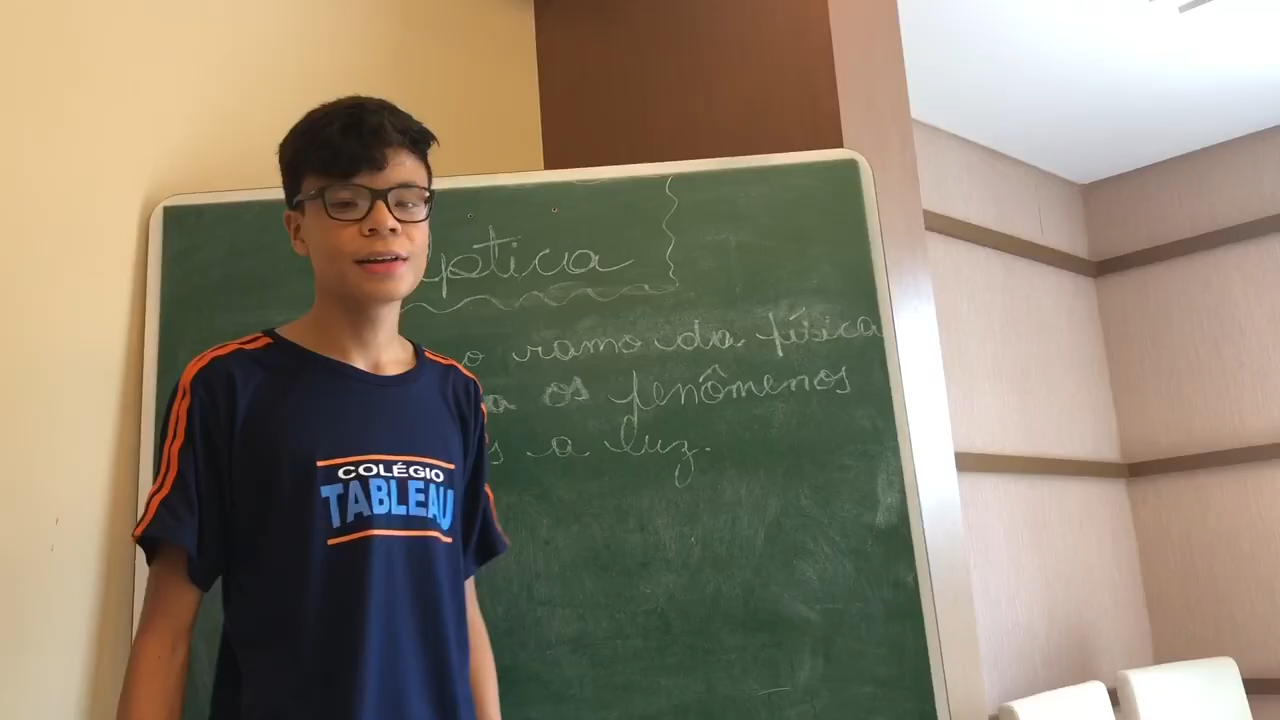 COLÉGIO
TABLEAU
ptica
o ramo da física
a os fenômenos
s a luz.